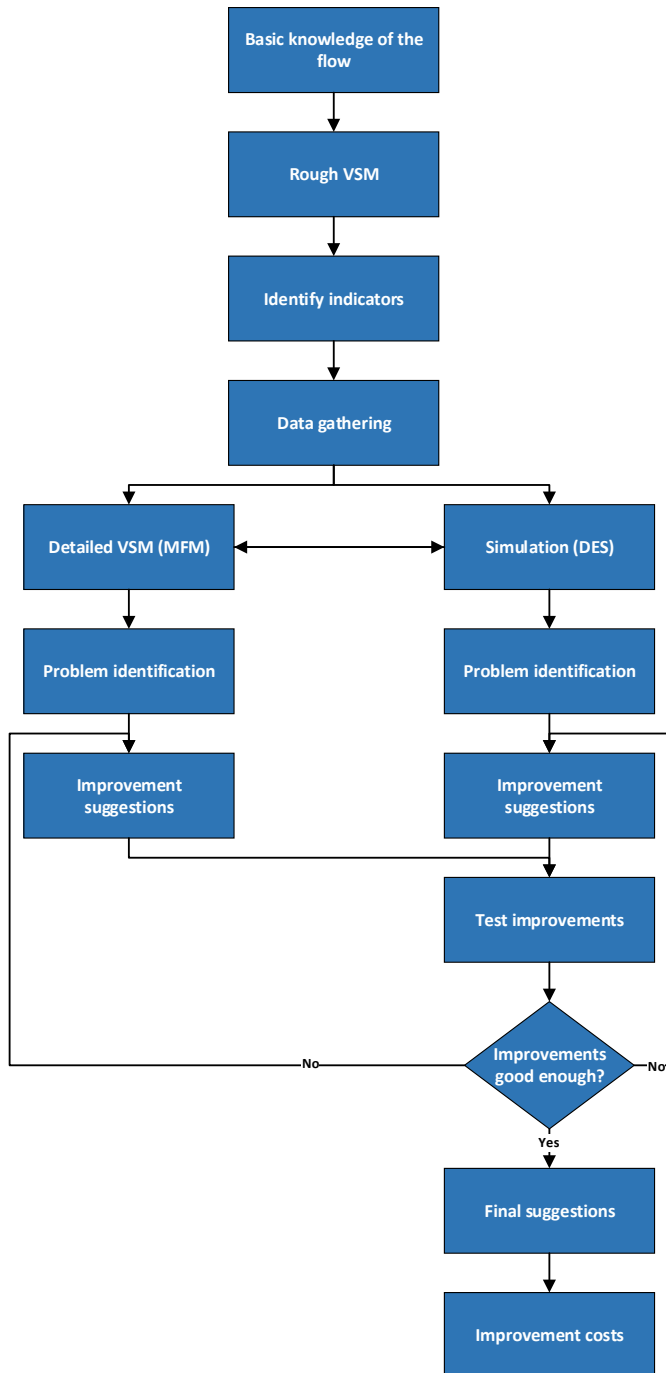 Basic knowledge of the
flow
Rough VSM
Identify indicators
Data gathering
Detailed VSM (MFM)
Simulation (DES)
Problem identification
Problem identification
Improvement
suggestions
Improvement
suggestions
Test improvements
Improvements
good enough?
No
No
Yes
Final suggestions
Improvement costs